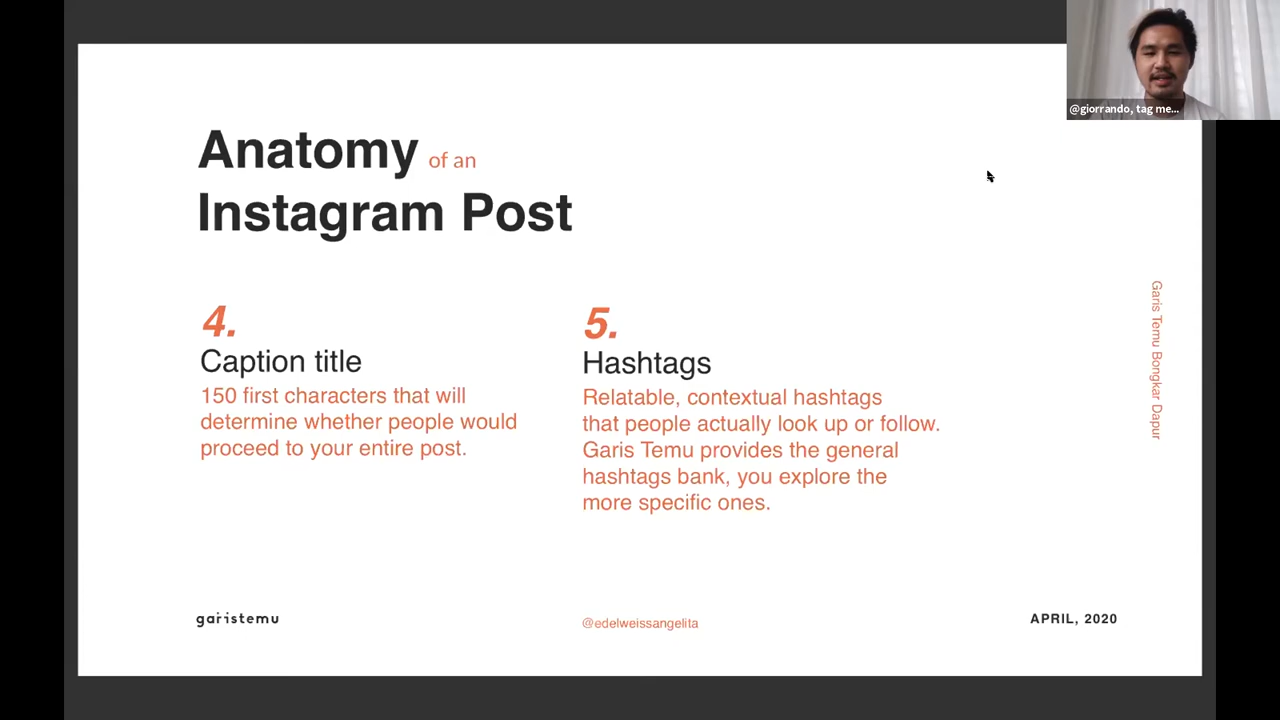 @giorrando, tag me...
Anatomy of an
Instagram Post
4.
Caption title
150 first characters that will
determine whether people would
proceed to your entire post.
5.
Hashtags
Relatable, contextual hashtags
that people actually look up or follow.
Garis Temu provides the general
hashtags bank, you explore the
more specific ones.
Garis Temu Bongkar Dapur
garistemu
@edelweissangelita
APRIL, 2020